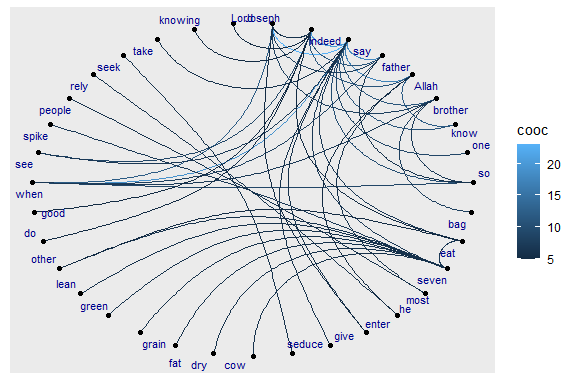 Lord
Joseph
knowing
indeed
take
say
seek
father
rely
Allah
people
brother
spike
know
see
one
when
so
good
bag
do
eat
other
seven
lean
most
green
he
grain
enter
fat
give
dry
seduce
cow
cooc
20
15
10
5